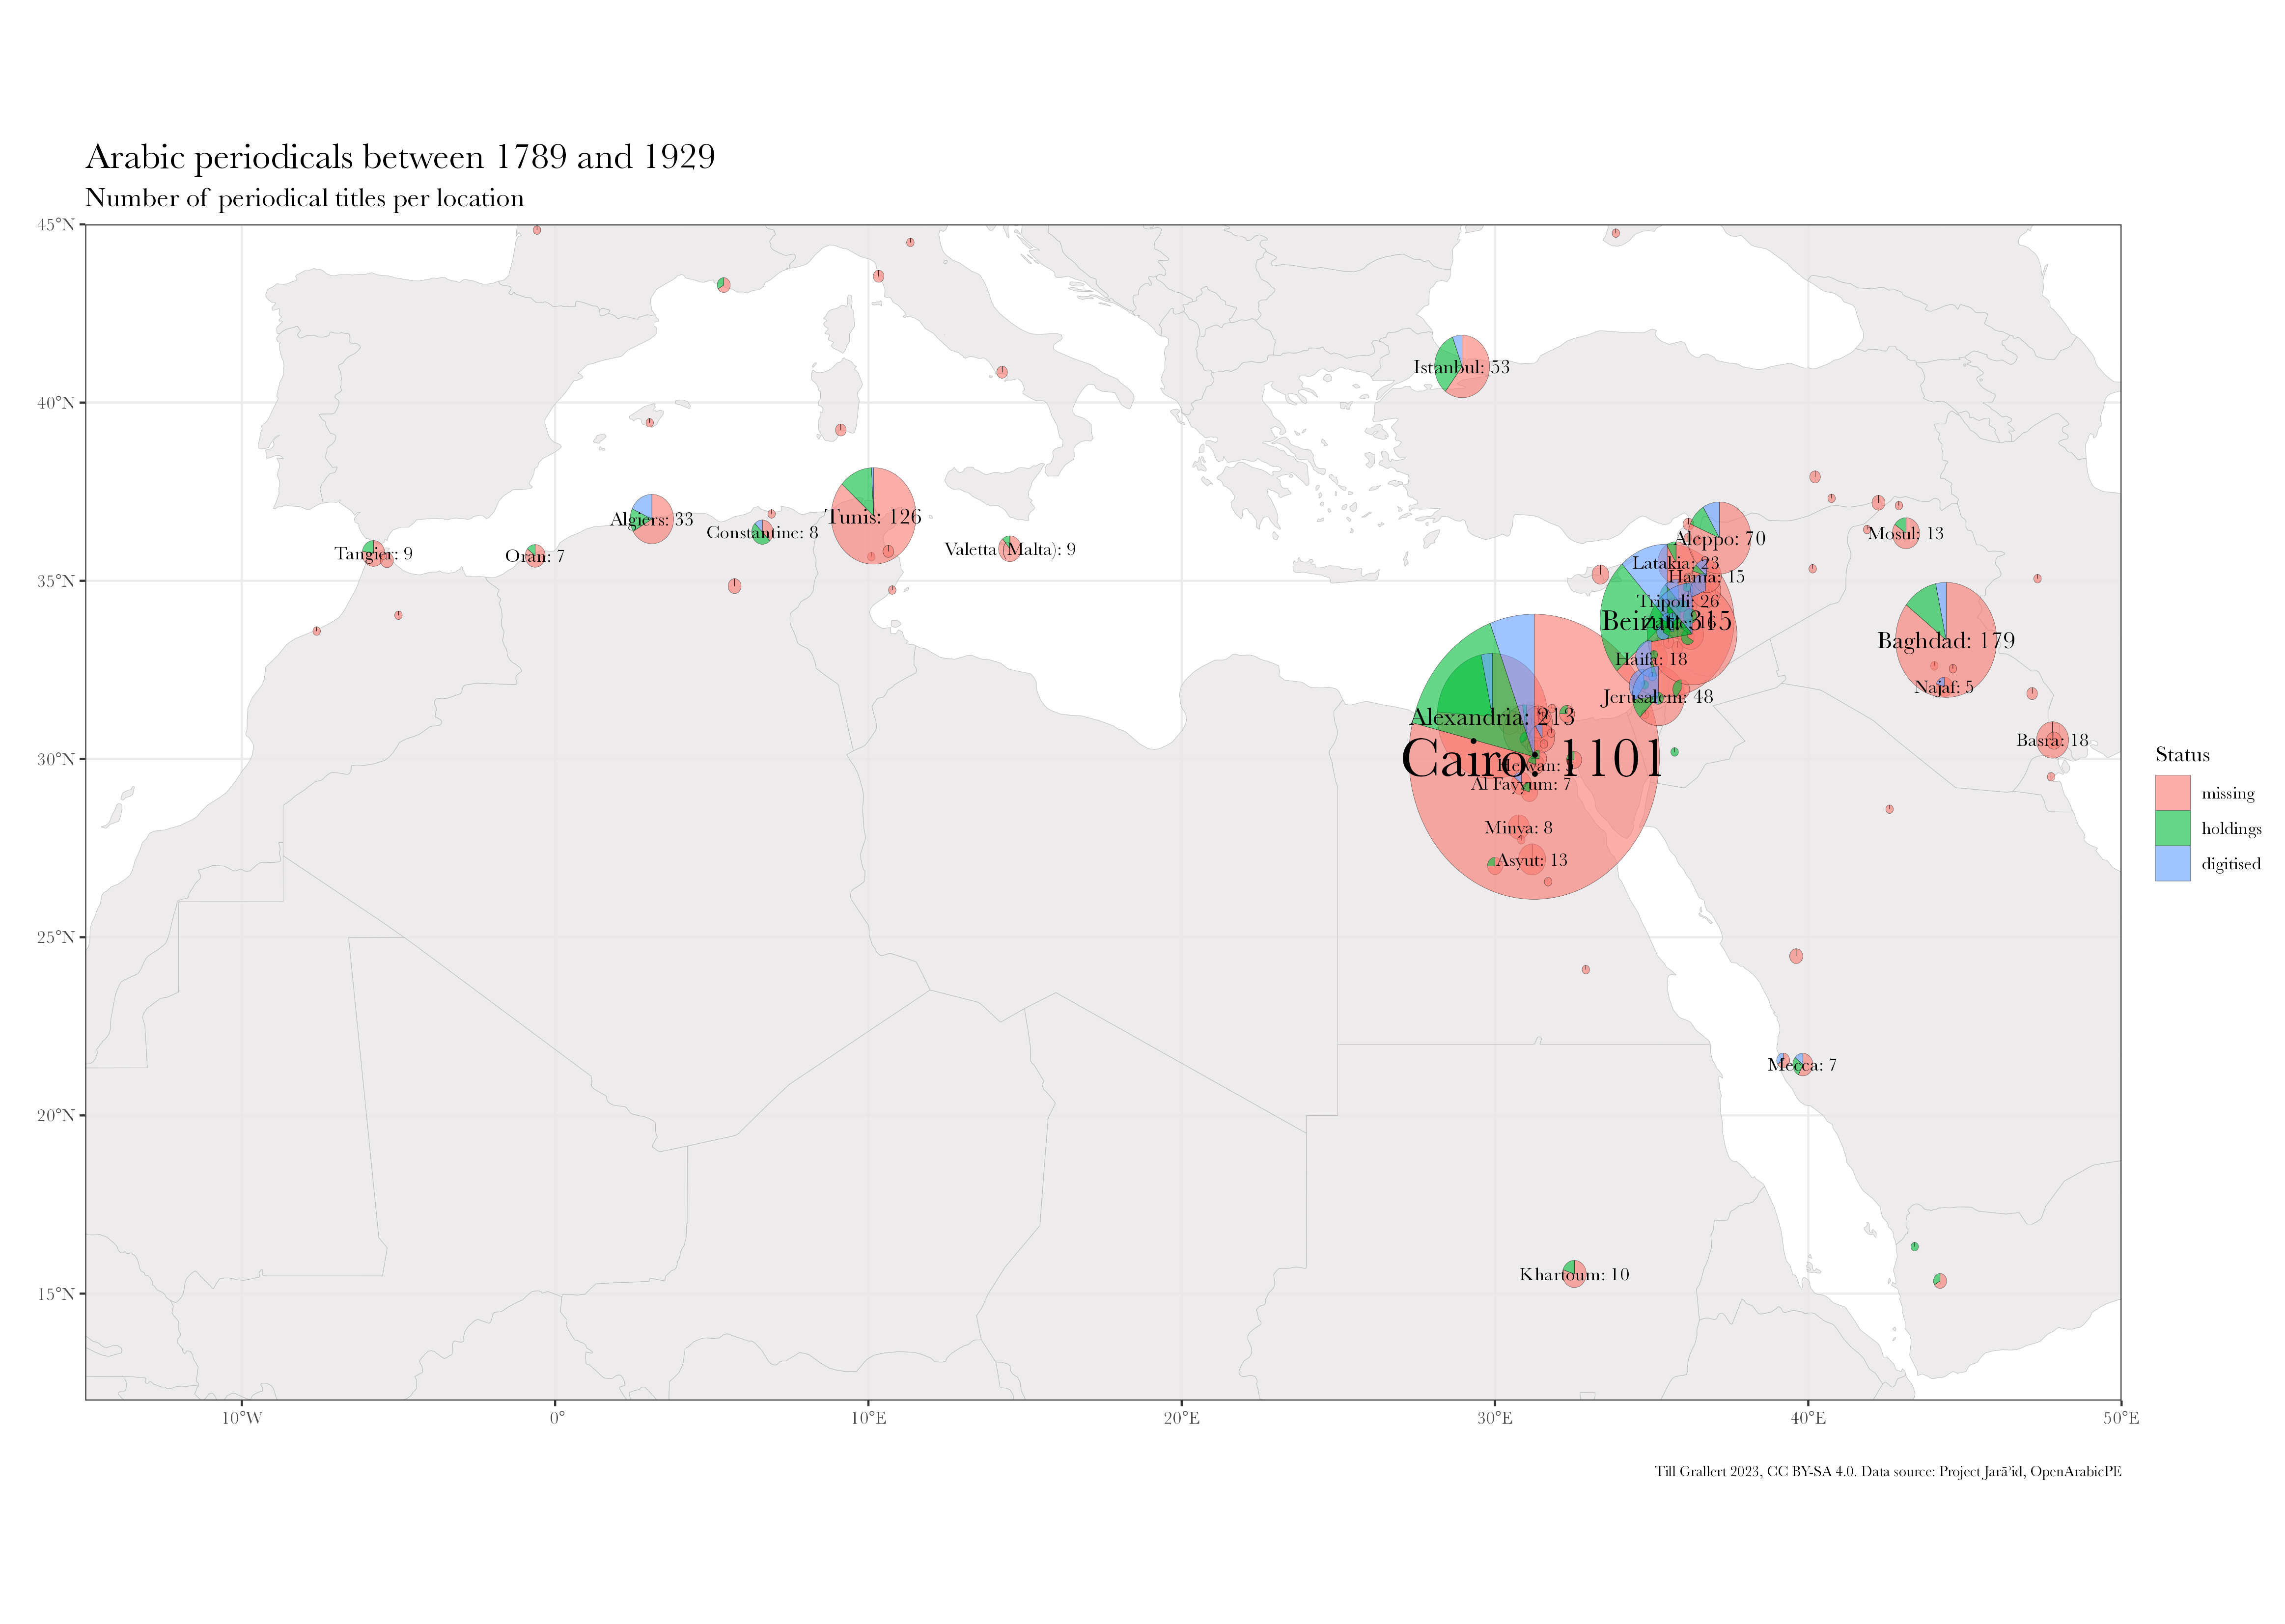 Arabic periodicals between 1789 and 1929
Number of periodical titles per location
45°N
40°N
35°N
30°N
25°N
20°N
15°N
Istanbul: 53
Tunis: 126
Algiers: 33
Constantine: 8
Tangier: 9
Oran: 7
Valetta (Malta): 9
Aleppo: 70
Mosul: 13
Latakia: 23
Hama: 15
Tripoli: 26
Beirut: 315
Baghdad: 179
Haifa: 18
Najaf: 5
Jerusalem: 48
Alexandria: 213
Basra: 18
Cairo: 1101
Al Fayyum: 7
Minya: 8
Asyut: 13
Mecca: 7
Khartoum: 10
Status
missing
holdings
digitised
10°W
0°
10°E
20°E
30°E
40°E
50°E
Till Grallert 2023, CC BY-SA 4.0. Data source: Project Jarāʾid, OpenArabicPE